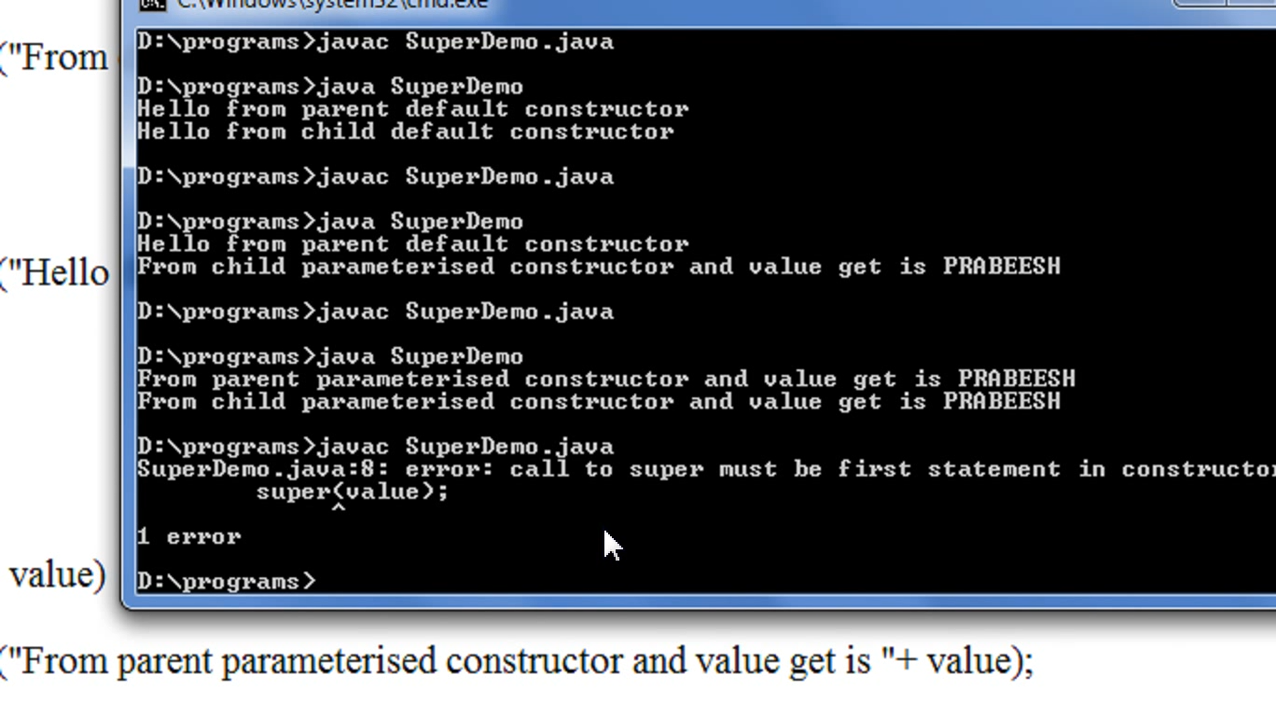 C:\Windows\system32\cmd.exe
("From
D:\programs>javac SuperDemo.java
D:\programs>java SuperDemo
Hello from parent default constructor
Hello from child default constructor
D:\programs>javac SuperDemo.java
D:\programs>java SuperDemo
Hello from parent default constructor
("Hello
From child parameterised constructor and value get is PRABEESH
D:\programs>javac SuperDemo.java
D:\programs>java SuperDemo
From parent parameterised constructor and value get is PRABEESH
From child parameterised constructor and value get is PRABEESH
D:\programs>javac SuperDemo.java
SuperDemo.java:8: error: call to super must be first statement in constructor
super(value);
^
1 error
value)
D:\programs>
("From parent parameterised constructor and value get is "+ value);